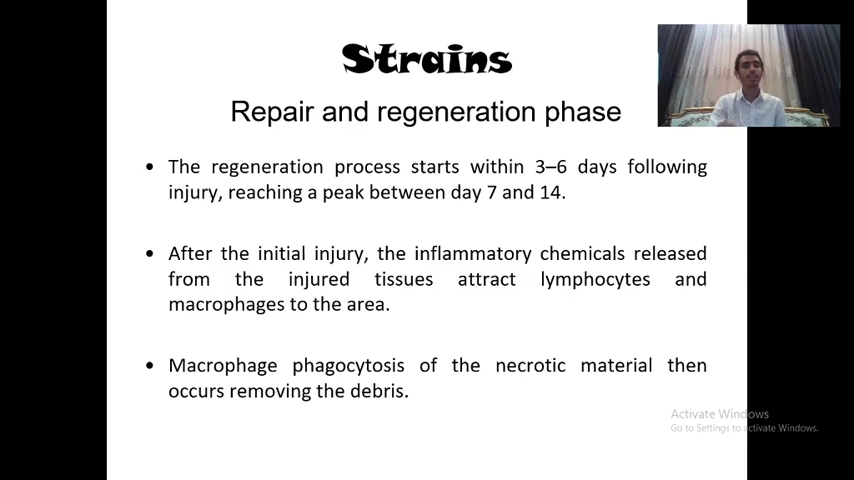 Strains
Repair and regeneration phase
• The regeneration process starts within 3–6 days following
injury, reaching a peak between day 7 and 14.
• After the initial injury, the inflammatory chemicals released
from the injured tissues attract lymphocytes and
macrophages to the area.
• Macrophage phagocytosis of the necrotic material then
occurs removing the debris.
Activate Windows
Go to Settings to activate Windows.